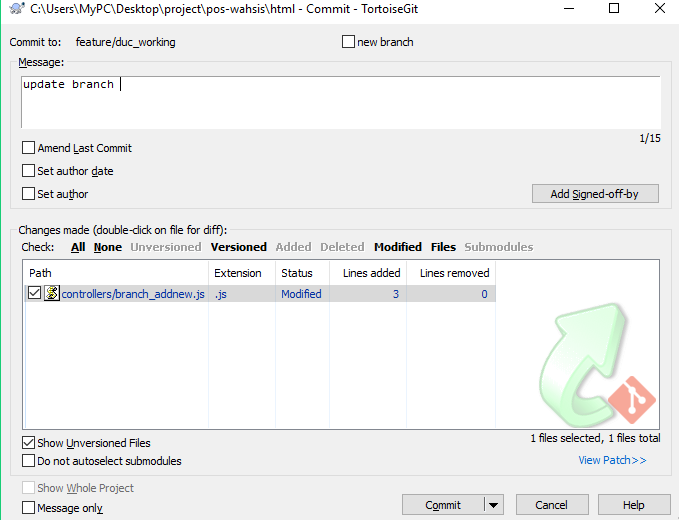 C:\Users\MyPC\Desktop\project\pos-wahsis\html - Commit - TortoiseGit
Commit to: feature/duc_working new branch
Message:
update branch
1/15
Amend Last Commit
Set author date
Set author
Add Signed-off-by
Changes made (double-click on file for diff):
Check: All None Unversioned Versioned Added Deleted Modified Files Submodules
Path Extension Status Lines added Lines removed
controllers/branch_addnew.js .js Modified 3 0
Show Unversioned Files
1 files selected, 1 files total
Do not autoselect submodules
View Patch>>
Show Whole Project
Message only
Commit Cancel Help